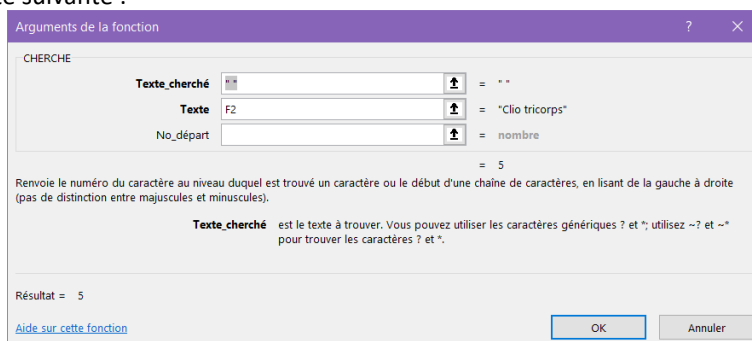 suivante :
Arguments de la fonction ? ×
CHERCHE
Texte_cherché " " = " "
Texte F2 = "Clio tricorps"
No_départ = nombre
= 5
Renvoie le numéro du caractère au niveau duquel est trouvé un caractère ou le début d'une chaîne de caractères, en lisant de la gauche à droite
(pas de distinction entre majuscules et minuscules).
Texte_cherché est le texte à trouver. Vous pouvez utiliser les caractères génériques ? et *; utilisez ~? et ~*
pour trouver les caractères ? et *.
Résultat = 5
Aide sur cette fonction OK Annuler